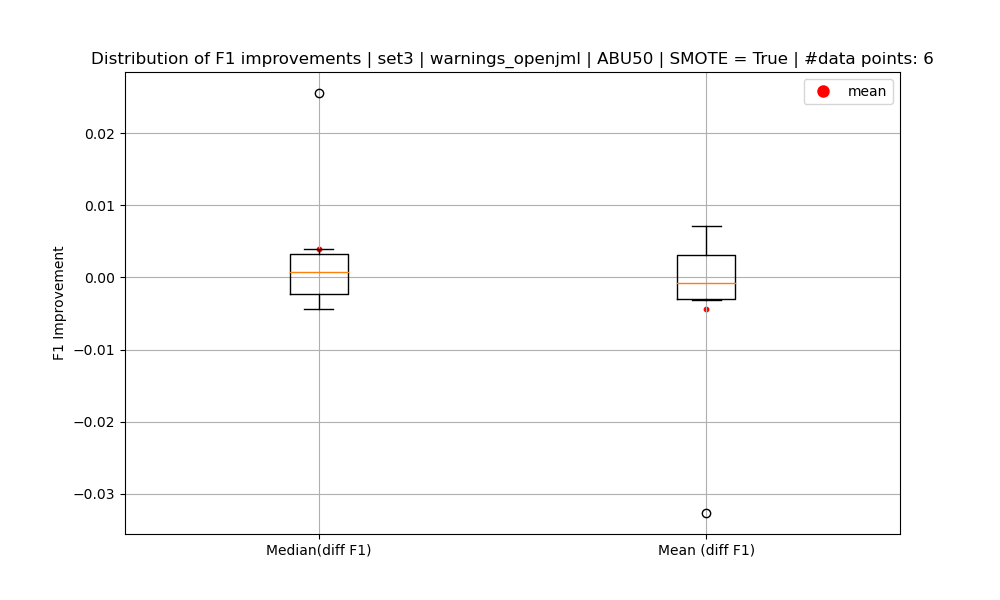 Distribution of F1 improvements | set3 | warnings_openjml | ABU50 | SMOTE = True | #data points: 6
mean
0.02
0.01
0.00
−0.01
−0.02
−0.03
F1 Improvement
Median(diff F1)
Mean (diff F1)